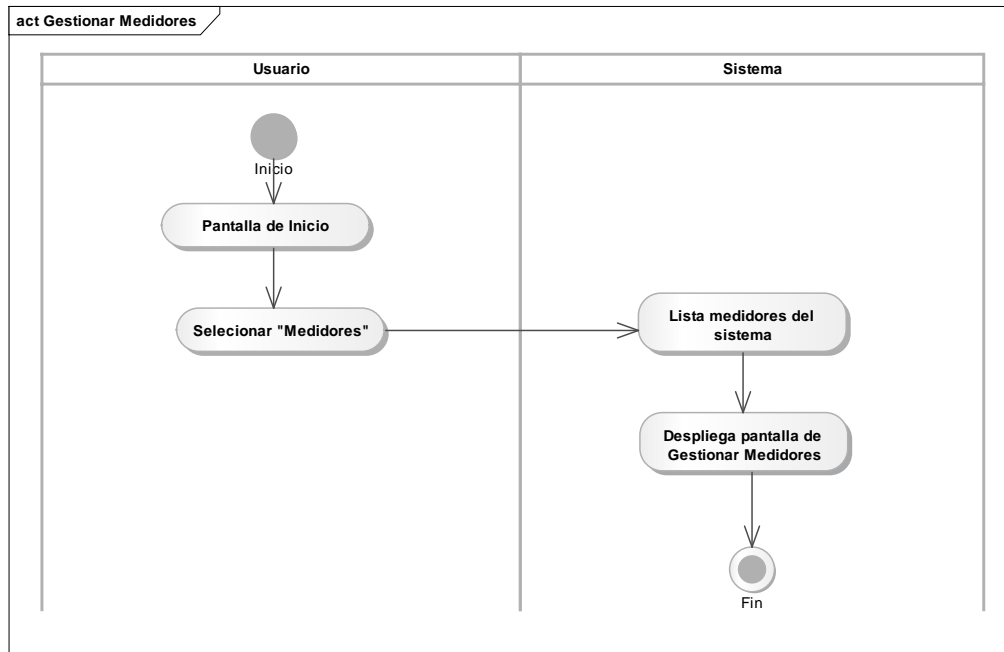 act Gestionar Medidores
Usuario
Sistema
Inicio
Pantalla de Inicio
Selecionar "Medidores"
Lista medidores del
sistema
Despliega pantalla de
Gestionar Medidores
Fin